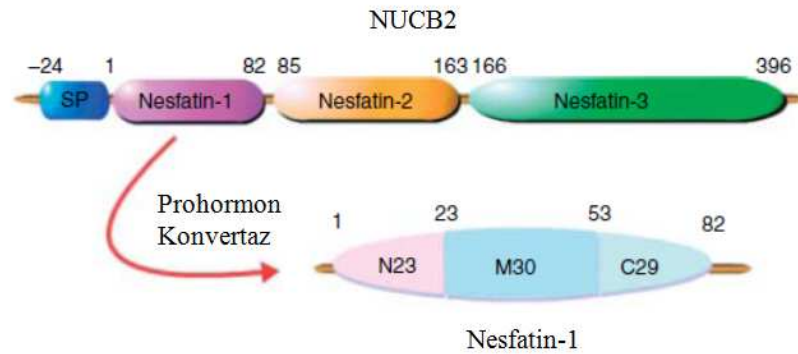 NUCB2
−24 1 82 85 163 166 396
SP Nesfatin-1 Nesfatin-2 Nesfatin-3
Prohormon
Konvertaz
1 23 53 82
N23 M30 C29
Nesfatin-1